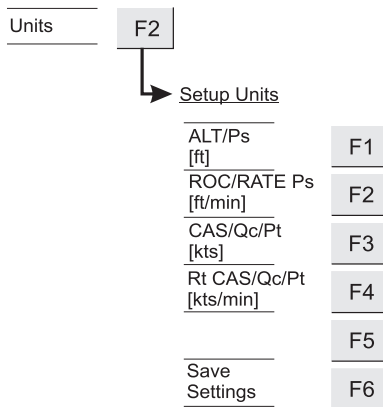 Units F2
Setup Units
ALT/Ps
[ft] F1
ROC/RATE Ps
[ft/min] F2
CAS/Qc/Pt
[kts] F3
Rt CAS/Qc/Pt
[kts/min] F4
F5
Save
Settings F6